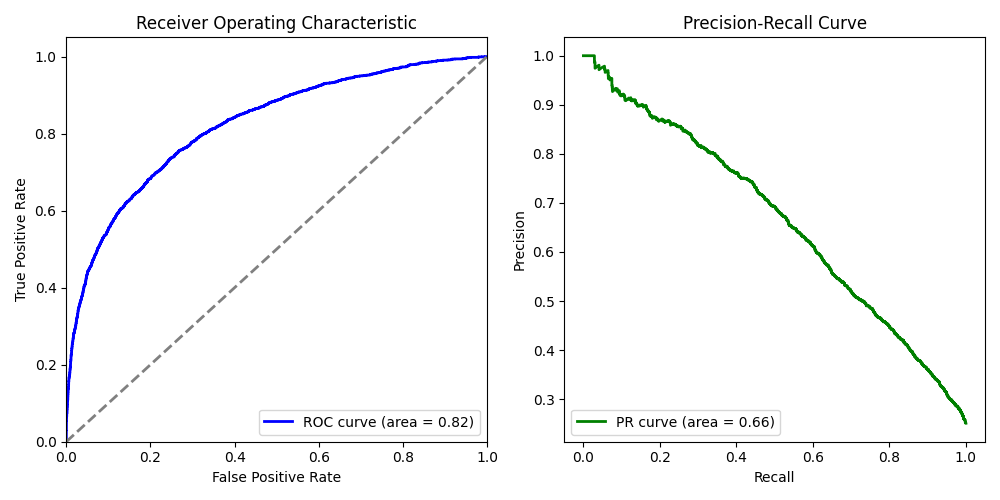 Receiver Operating Characteristic
True Positive Rate
1.0
0.8
0.6
0.4
0.2
0.0
ROC curve (area = 0.82)
0.0 0.2 0.4 0.6 0.8 1.0
False Positive Rate
Precision-Recall Curve
Precision
1.0
0.9
0.8
0.7
0.6
0.5
0.4
0.3
PR curve (area = 0.66)
0.0 0.2 0.4 0.6 0.8 1.0
Recall